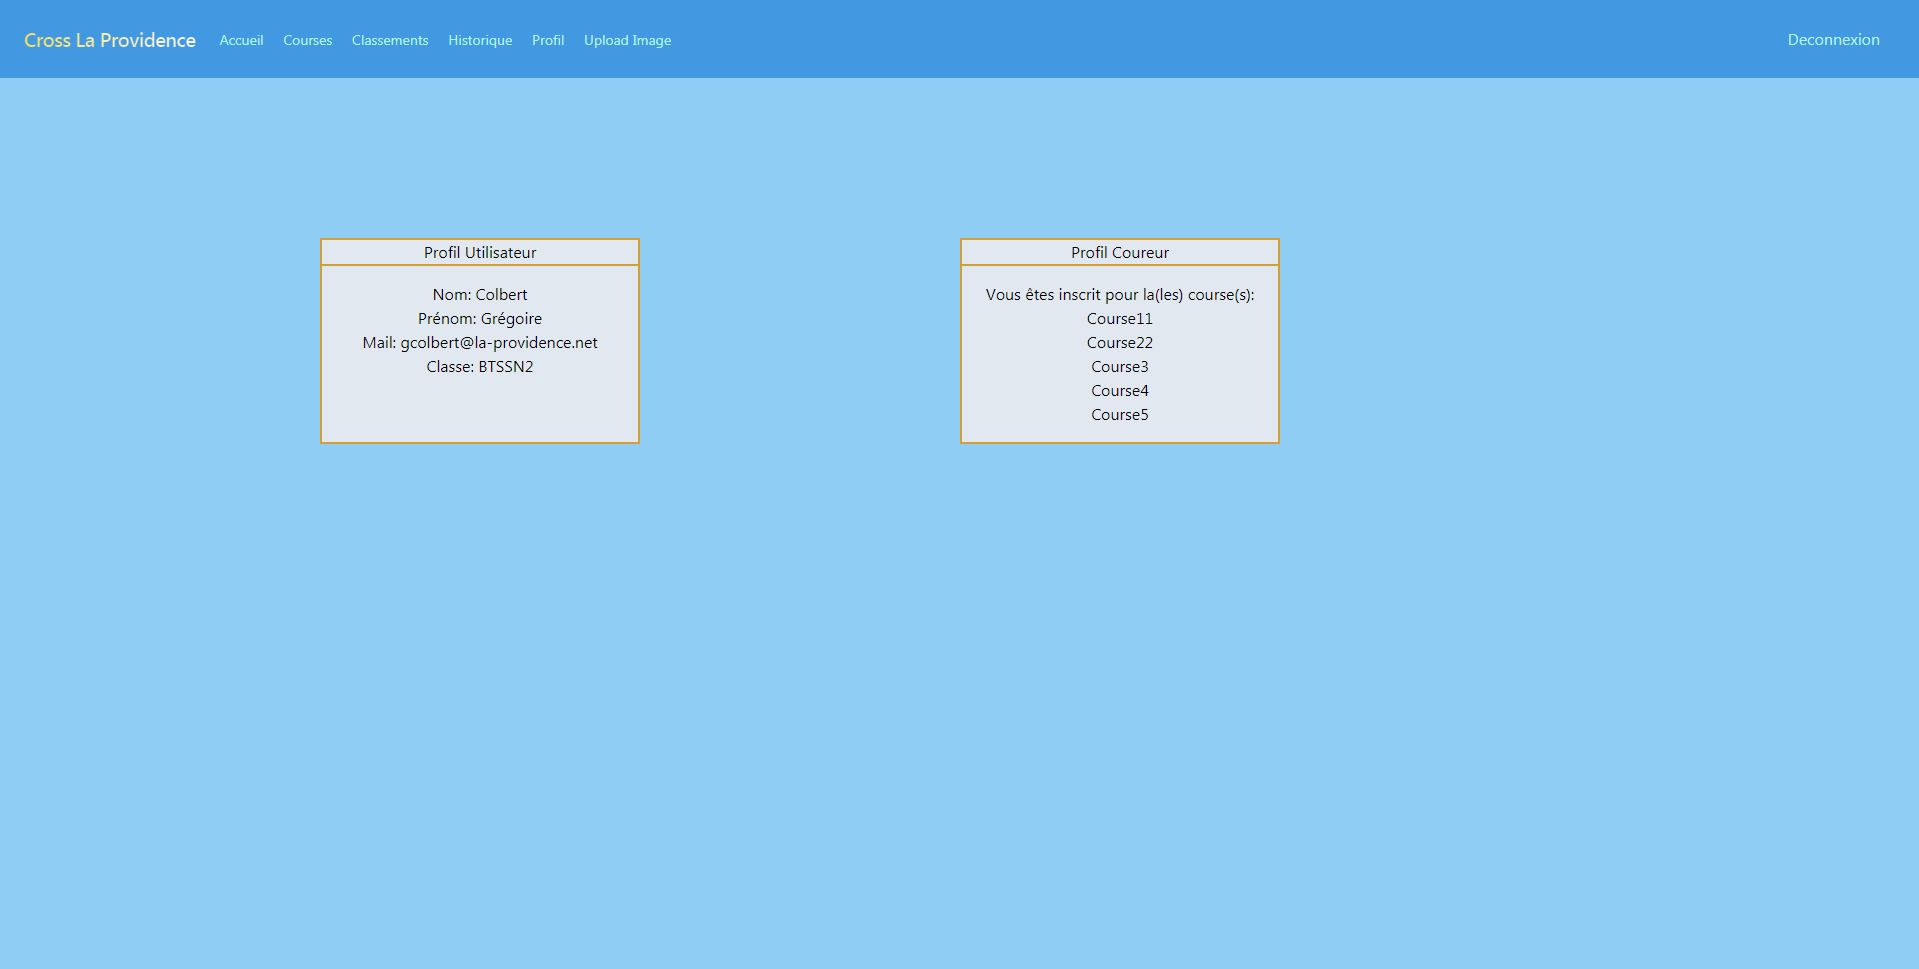 Cross La Providence Accueil Courses Classements Historique Profil Upload Image Deconnexion
Profil Utilisateur
Nom: Colbert
Prénom: Grégoire
Mail: gcolbert@la-providence.net
Classe: BTSSN2
Profil Coureur
Vous êtes inscrit pour la(les) course(s):
Course11
Course22
Course3
Course4
Course5